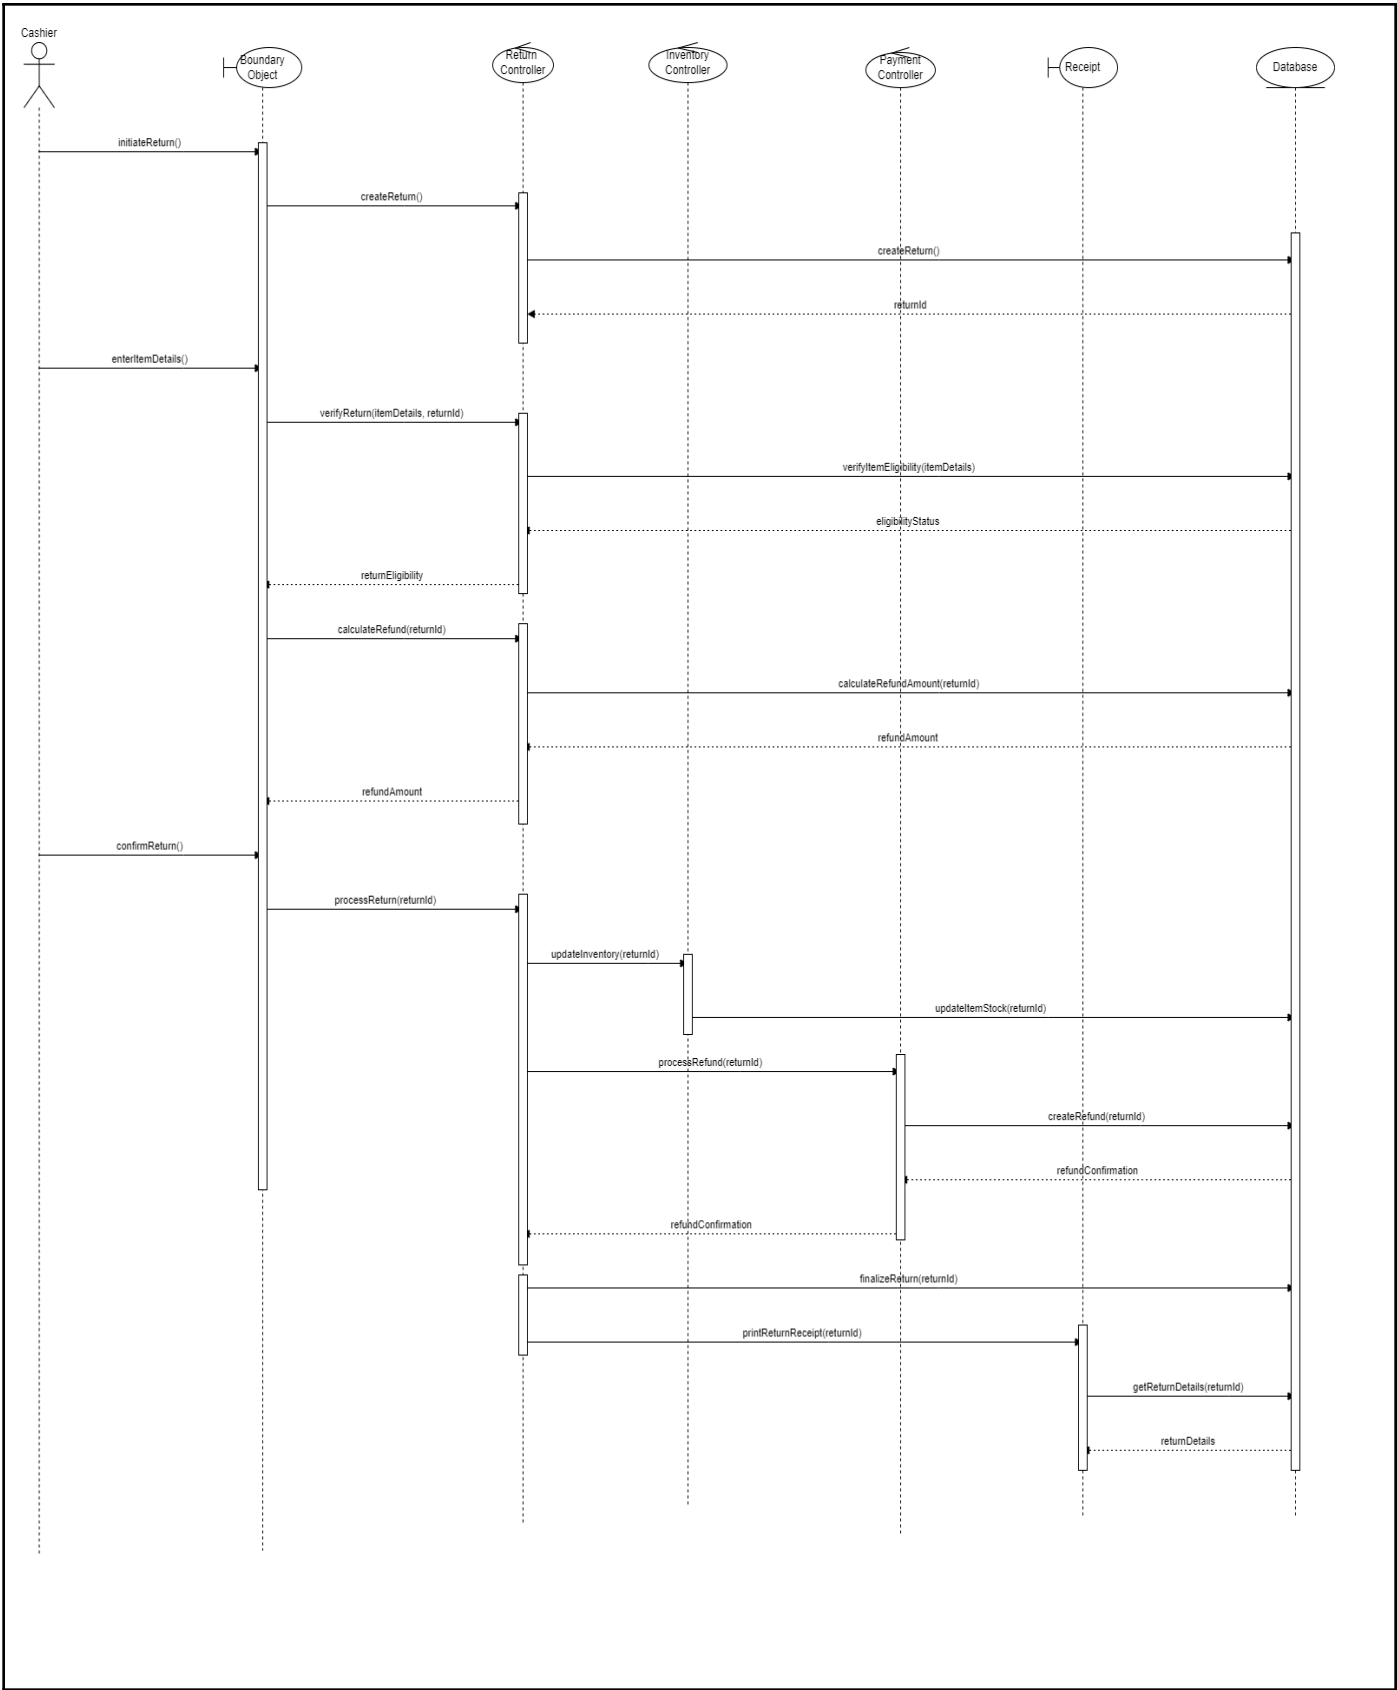 Cashier
Boundary
Object
Return
Controller
Inventory
Controller
Payment
Controller
Receipt
Database
initiateReturn()
createReturn()
createReturn()
returnId
enterItemDetails()
verifyReturn(itemDetails, returnId)
verifyItemEligibility(itemDetails)
eligibilityStatus
returnEligibility
calculateRefund(returnId)
calculateRefundAmount(returnId)
refundAmount
refundAmount
confirmReturn()
processReturn(returnId)
updateInventory(returnId)
updateItemStock(returnId)
processRefund(returnId)
createRefund(returnId)
refundConfirmation
refundConfirmation
finalizeReturn(returnId)
printReturnReceipt(returnId)
getReturnDetails(returnId)
returnDetails